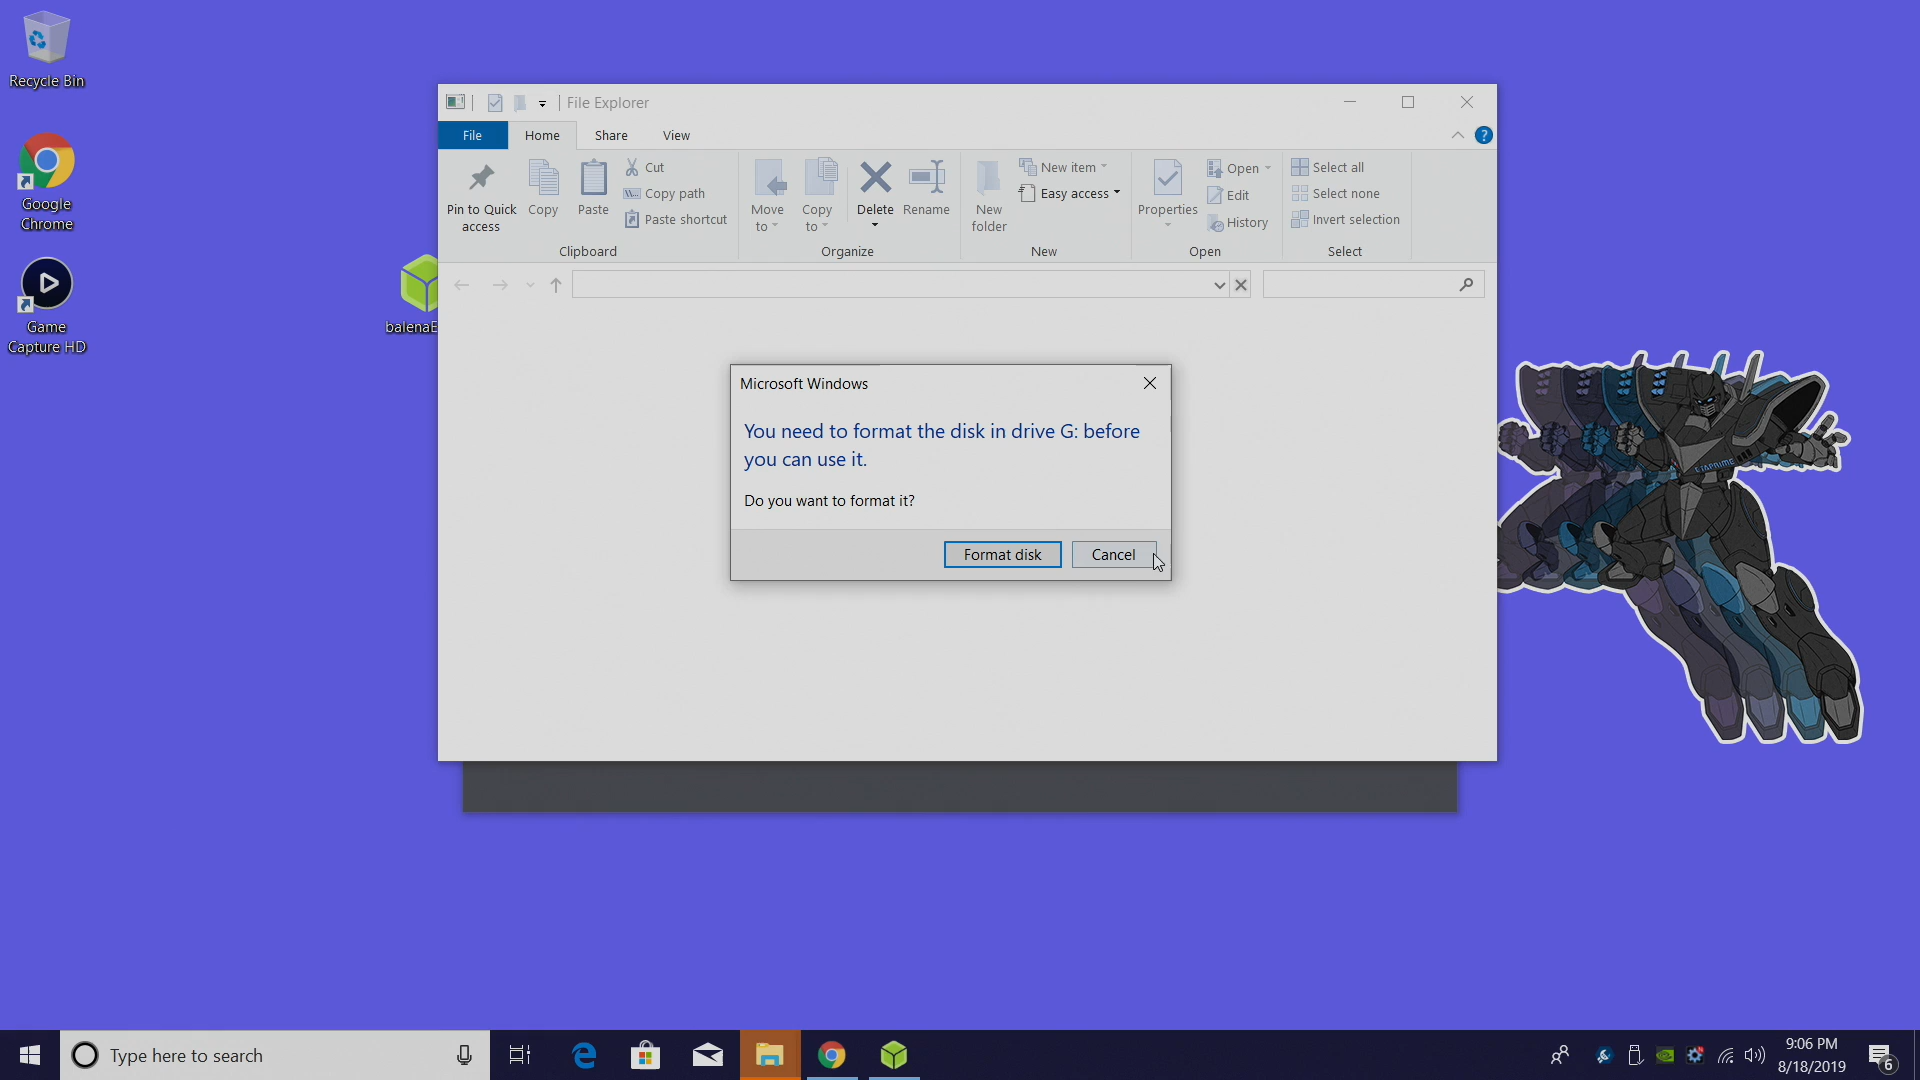 Recycle Bin
Google
Chrome
Game
Capture HD
balenaE
File Explorer
File
Home
Share
View
?
Pin to Quick
access
Copy
Paste
Cut
Copy path
Paste shortcut
Clipboard
Move
to
Copy
to
Delete
Rename
Organize
New
folder
New item
Easy access
New
Properties
Open
Edit
History
Open
Select all
Select none
Invert selection
Select
Microsoft Windows
You need to format the disk in drive G: before
you can use it.
Do you want to format it?
Format disk
Cancel
ETAPRIME
Type here to search
9:06 PM
8/18/2019
6